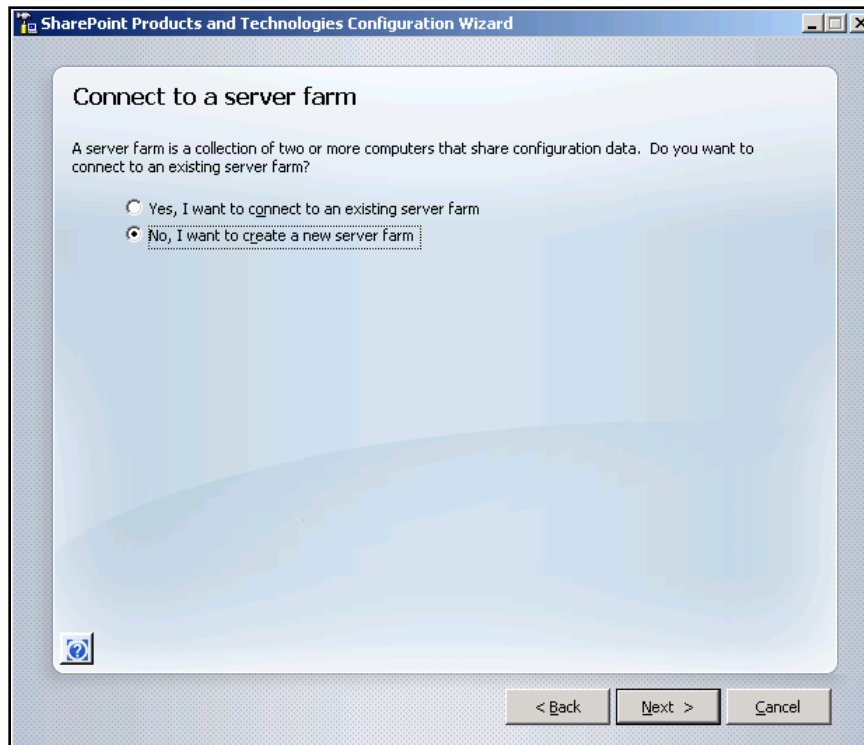 SharePoint Products and Technologies Configuration Wizard
Connect to a server farm
A server farm is a collection of two or more computers that share configuration data. Do you want to
connect to an existing server farm?
Yes, I want to connect to an existing server farm
No, I want to create a new server farm
< Back Next > Cancel